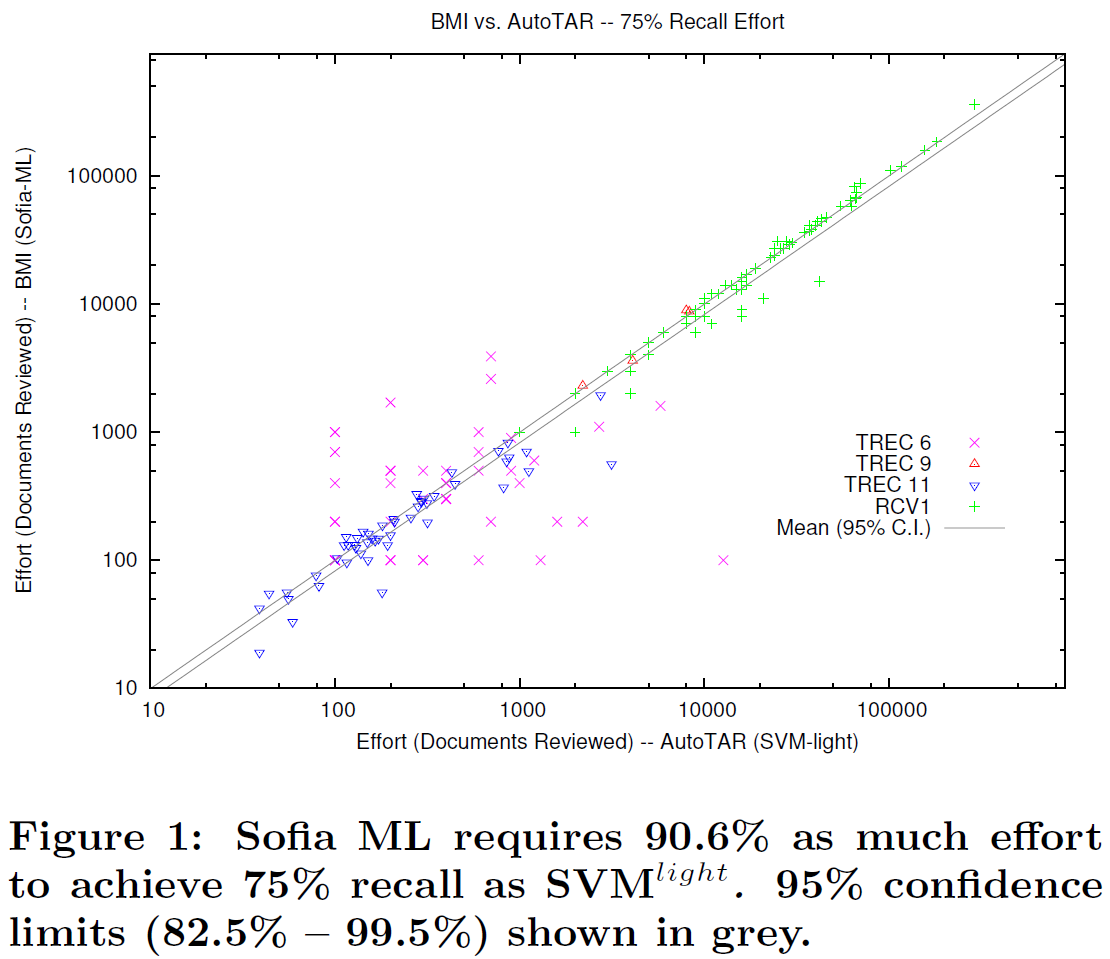 BMI vs. AutoTAR -- 75% Recall Effort
Effort (Documents Reviewed) -- BMI (Sofia-ML)
100000
10000
1000
100
10
TREC 6
TREC 9
TREC 11
RCV1
Mean (95% C.I.)
10 100 1000 10000 100000
Effort (Documents Reviewed) -- AutoTAR (SVM-light)
Figure 1: Sofia ML requires 90.6% as much effort
to achieve 75% recall as SVM^light. 95% confidence
limits (82.5% – 99.5%) shown in grey.